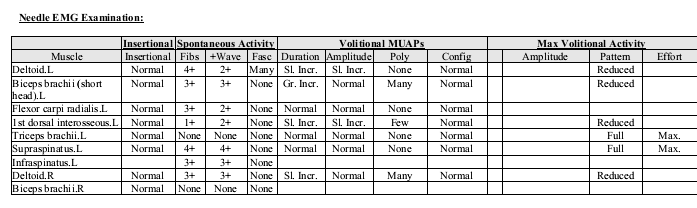 Needle EMG Examination:
Insertional Spontaneous Activity Volitional MUAPs Max Volitional Activity
Muscle Insertional Fibs +Wave Fasc Duration Amplitude Poly Config Amplitude Pattern Effort
Deltoid.L Normal 4+ 2+ Many Sl. Incr. Sl. Incr. None Normal Reduced
Biceps brachii (short Normal 3+ 3+ None Gr. Incr. Normal Many Normal Reduced
head).L
Flexor carpi radialis.L Normal 3+ 2+ None Normal Normal None Normal
1st dorsal interosseous.L Normal 1+ 2+ None Sl. Incr. Sl. Incr. Few Normal Reduced
Triceps brachii.L Normal None None None Normal Normal None Normal Full Max.
Supraspinatus.L Normal 4+ 4+ None Normal Normal None Normal Full Max.
Infraspinatus.L 3+ 3+ None
Deltoid.R Normal 3+ 3+ None Sl. Incr. Normal Many Normal Reduced
Biceps brachii.R Normal None None None